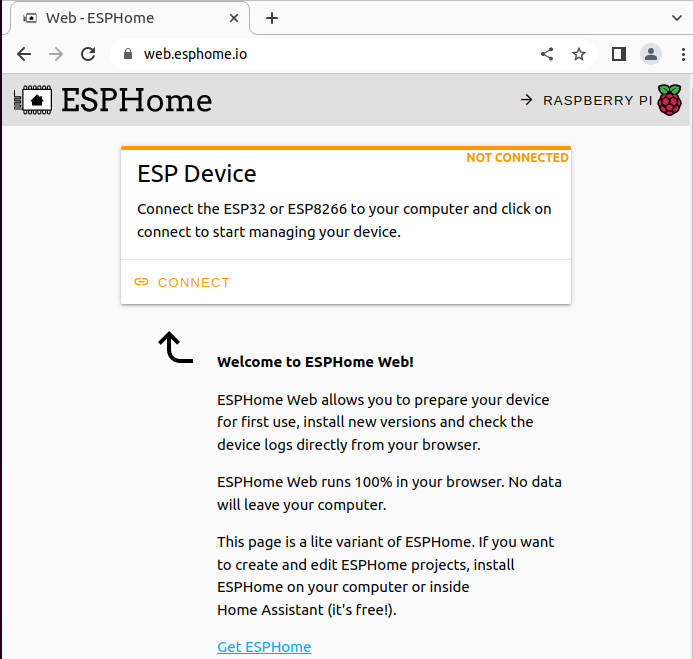 Web - ESPHome
web.esphome.io
ESPHome
RASPBERRY PI
NOT CONNECTED
ESP Device
Connect the ESP32 or ESP8266 to your computer and click on
connect to start managing your device.
CONNECT
Welcome to ESPHome Web!
ESPHome Web allows you to prepare your device
for first use, install new versions and check the
device logs directly from your browser.
ESPHome Web runs 100% in your browser. No data
will leave your computer.
This page is a lite variant of ESPHome. If you want
to create and edit ESPHome projects, install
ESPHome on your computer or inside
Home Assistant (it's free!).
Get ESPHome